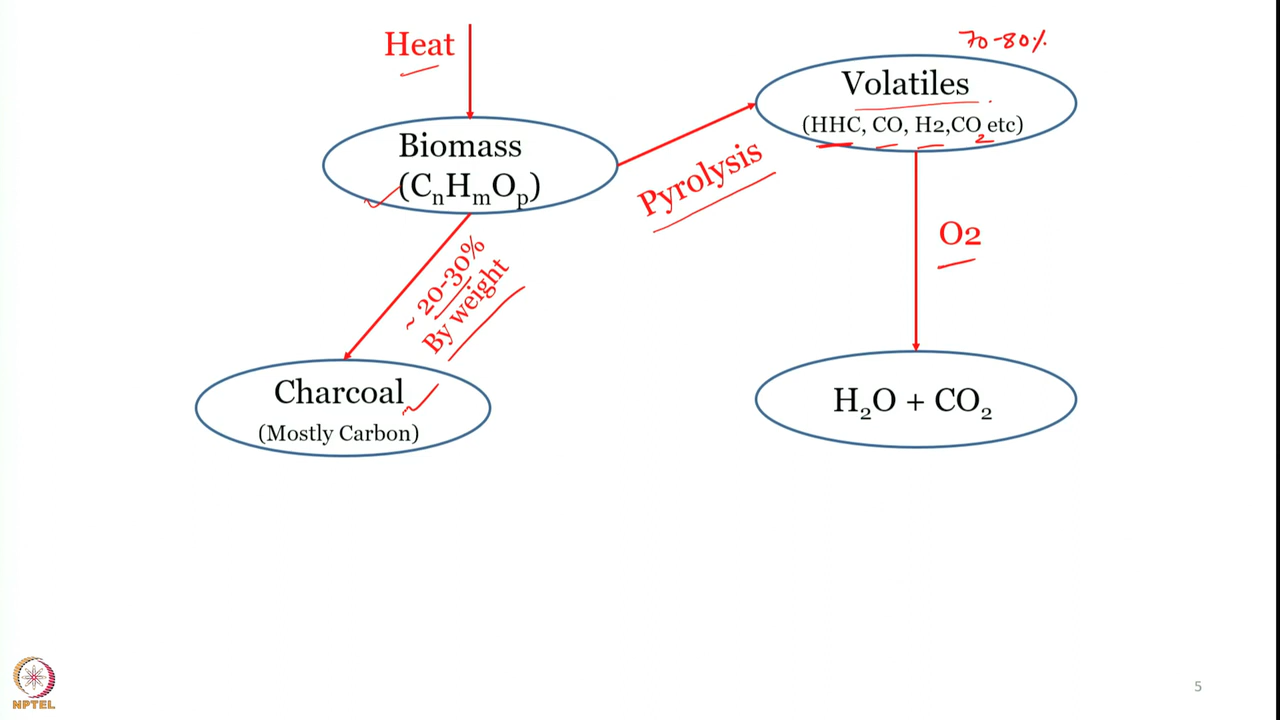 Heat
70-80%
Volatiles
(HHC, CO, H2,CO2 etc)
Biomass
(CnHmOp)
Pyrolysis
O2
~ 20-30%
By weight
Charcoal
(Mostly Carbon)
H2O + CO2
NPTEL
5